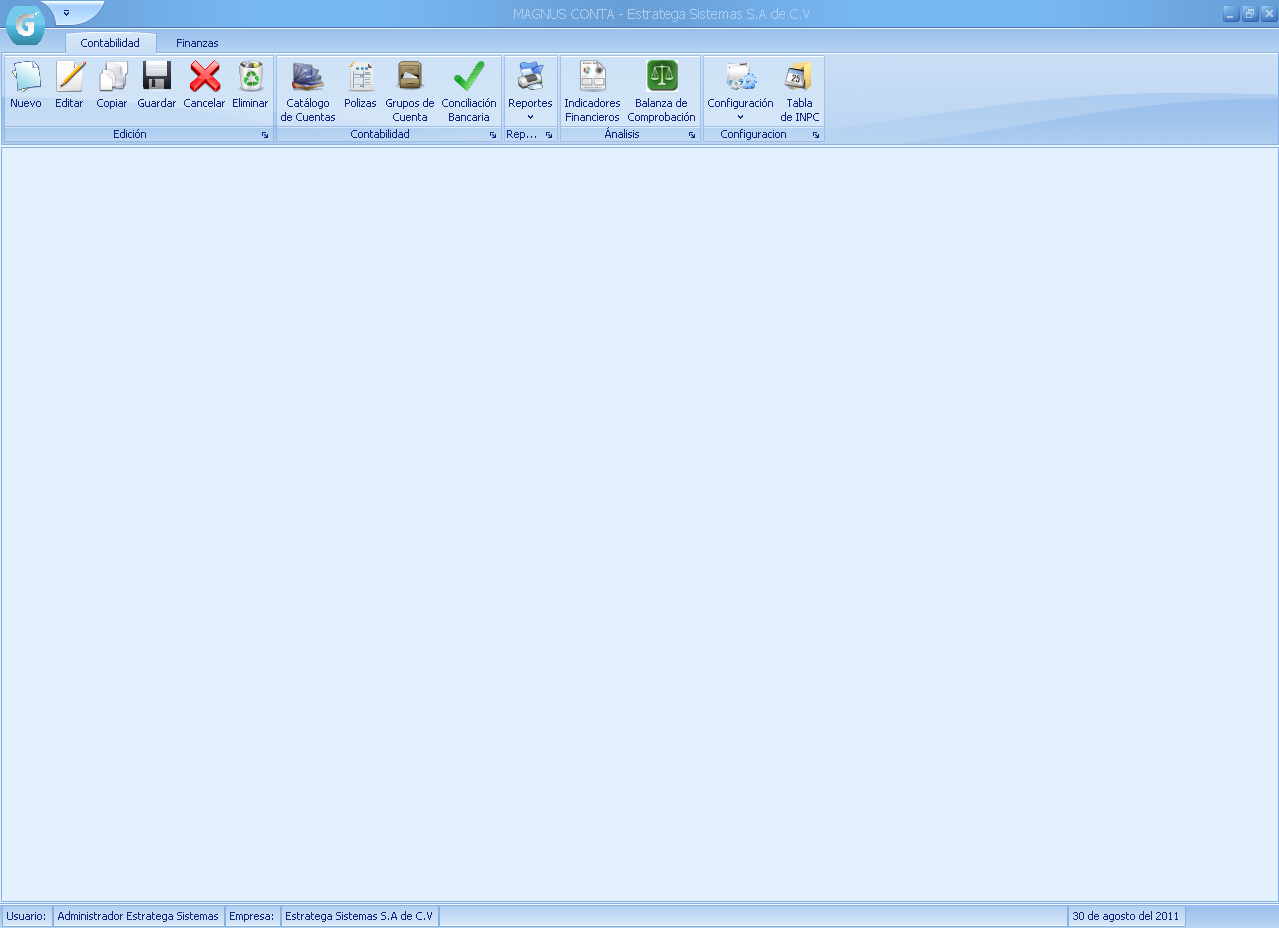 G
MAGNUS CONTA - Estratega Sistemas S.A de C.V
Contabilidad Finanzas
Nuevo Editar Copiar Guardar Cancelar Eliminar
Edición
Catálogo de Cuentas
Polizas
Grupos de Cuenta
Conciliación Bancaria
Contabilidad
Reportes
Rep...
Indicadores Financieros
Balanza de Comprobación
Ánalisis
Configuración
25
Tabla de INPC
Configuracion
Usuario: Administrador Estratega Sistemas Empresa: Estratega Sistemas S.A de C.V 30 de agosto del 2011